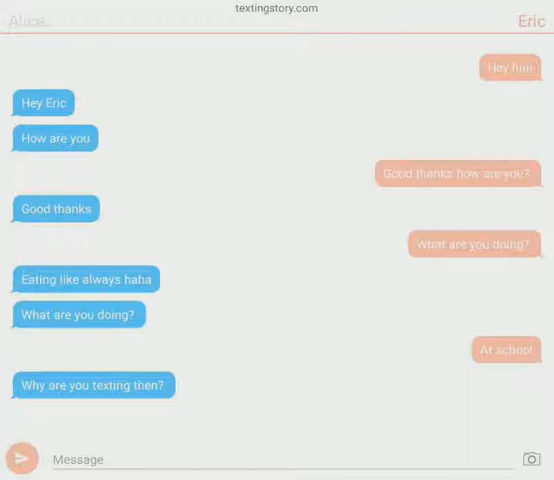 textingstory.com
Alice
Eric
Hey hun
Hey Eric
How are you
Good thanks how are you?
Good thanks
What are you doing?
Eating like always haha
What are you doing?
At school
Why are you texting then?
Message